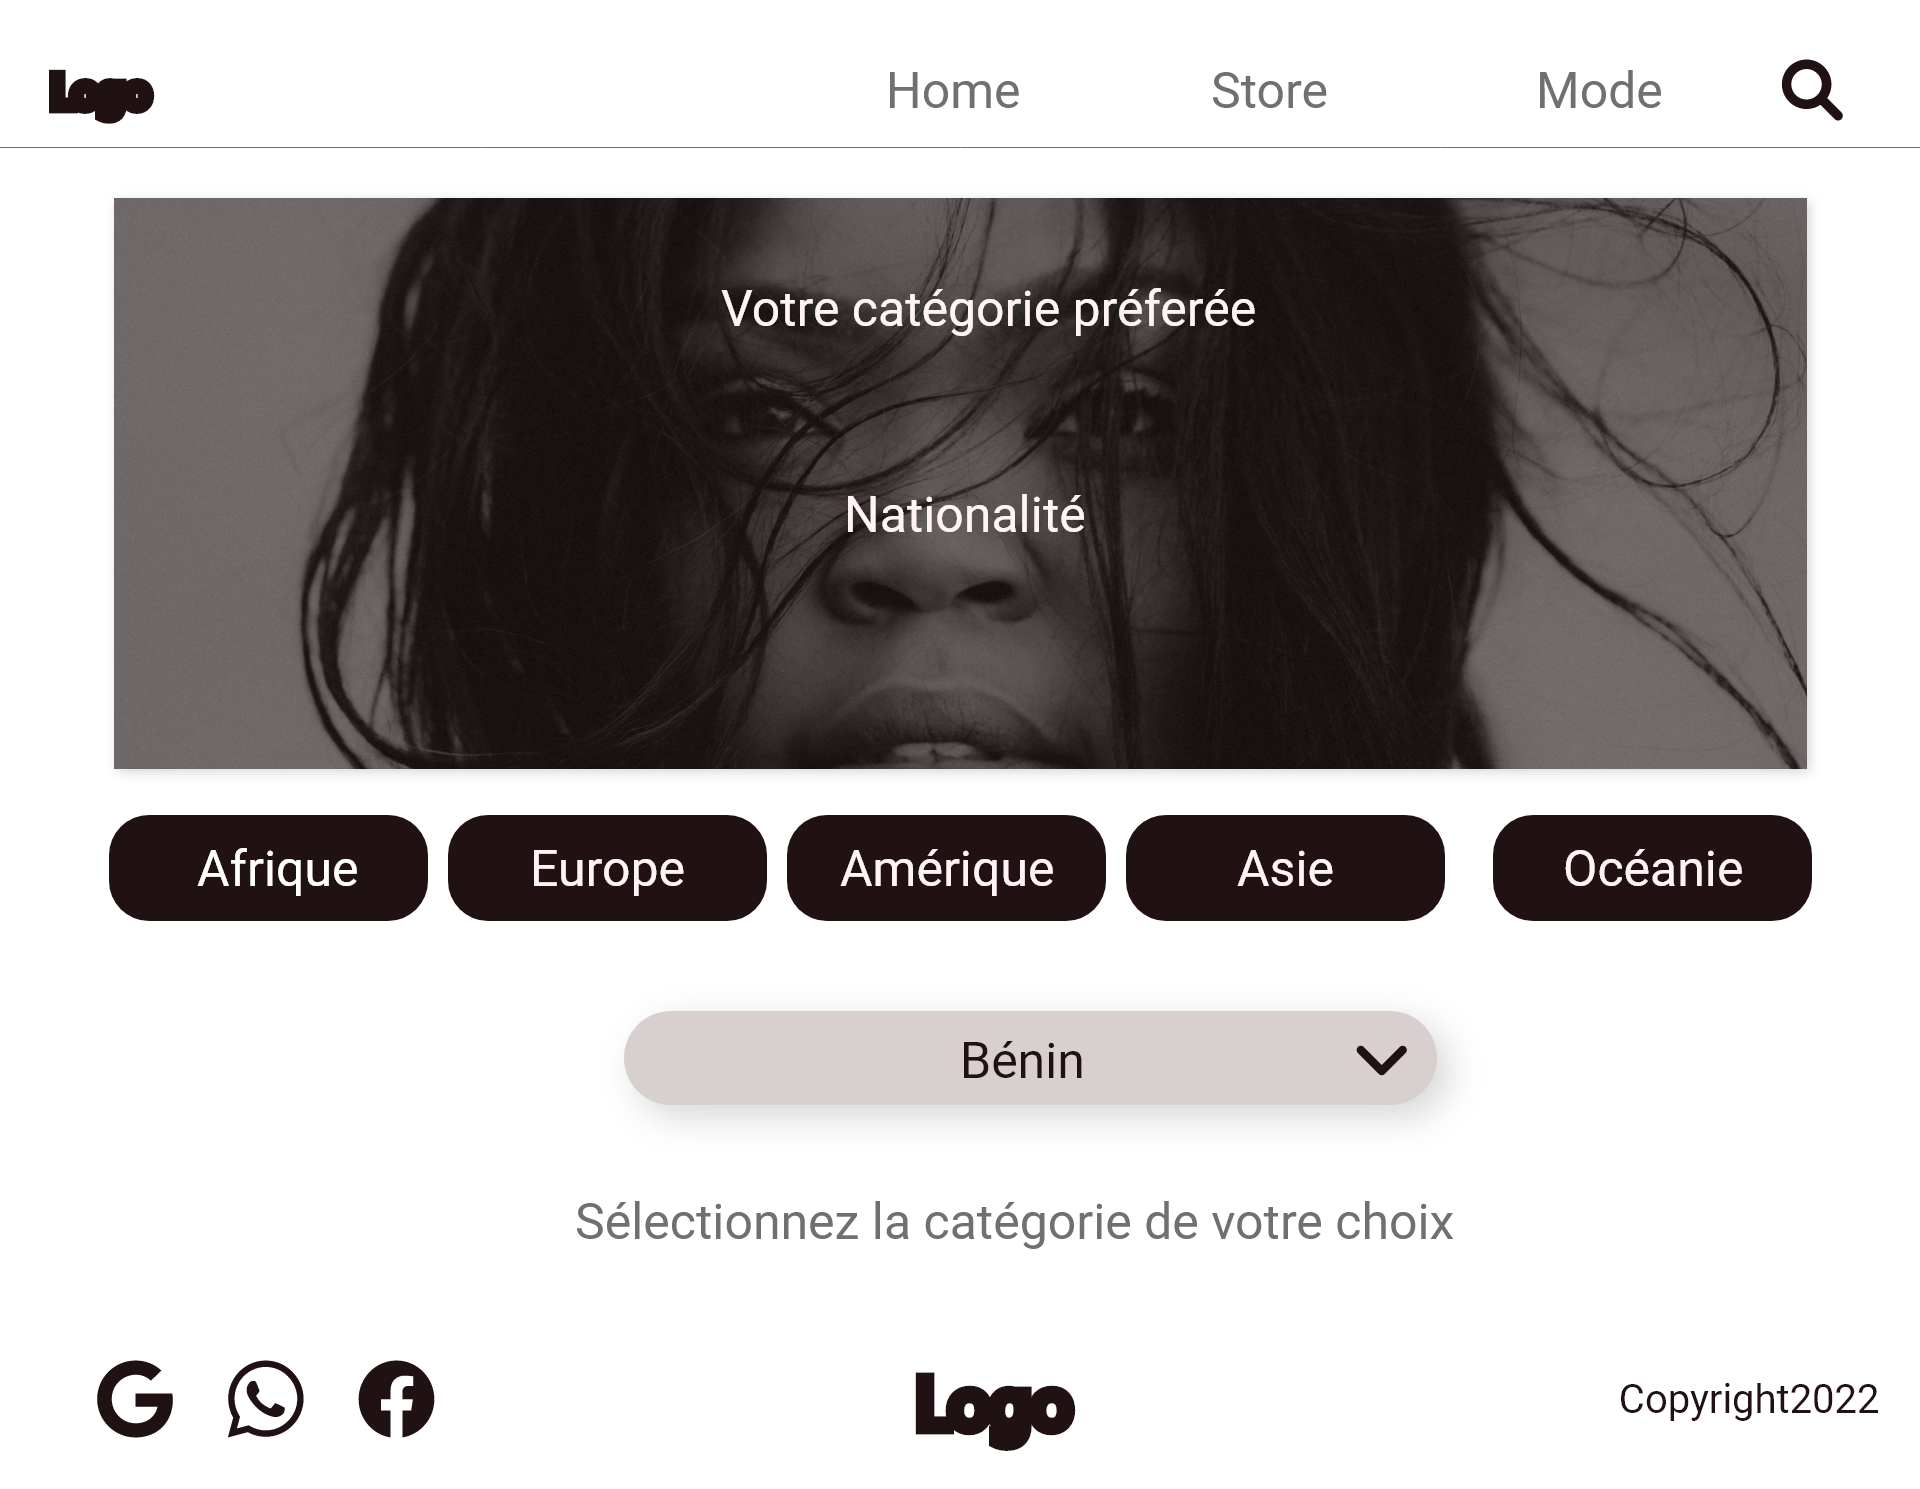 Logo
Home
Store
Mode
Votre catégorie préferée
Nationalité
Afrique
Europe
Amérique
Asie
Océanie
Bénin
Sélectionnez la catégorie de votre choix
Logo
Copyright2022